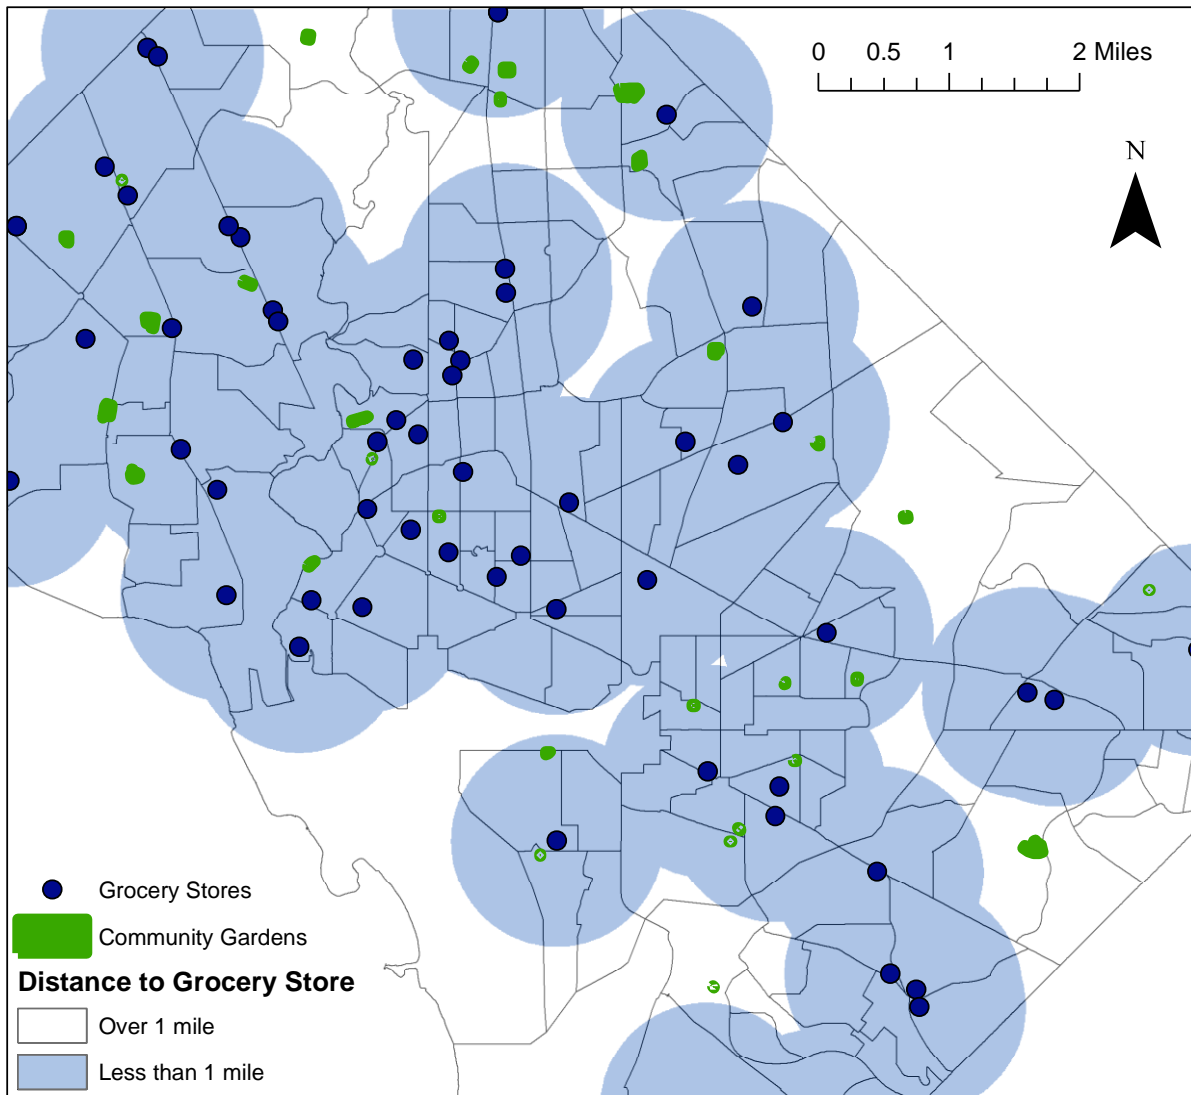 0 0.5 1 2 Miles
N
Grocery Stores
Community Gardens
Distance to Grocery Store
Over 1 mile
Less than 1 mile